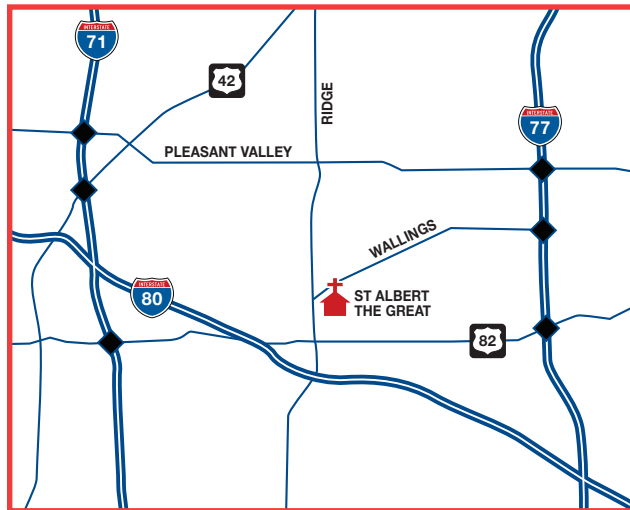 INTERSTATE
71
42
RIDGE
INTERSTATE
77
PLEASANT VALLEY
WALLINGS
INTERSTATE
80
ST ALBERT
THE GREAT
82